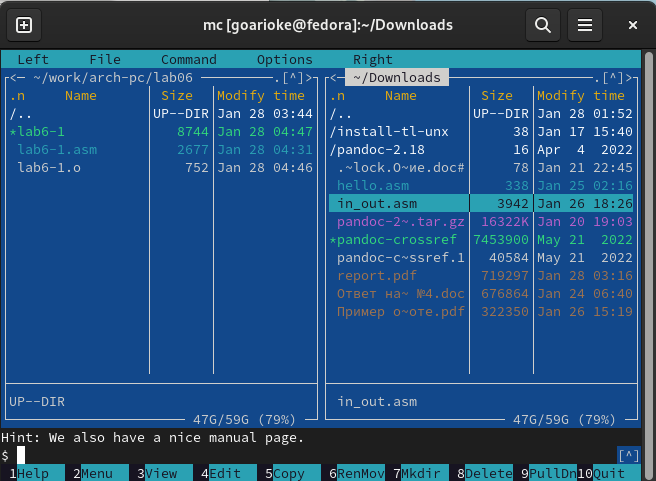 mc [goarioke@fedora]:~/Downloads
Left File Command Options Right
<─ ~/work/arch-pc/lab06 ─.[^]> <─ ~/Downloads ─.[^]>
.n Name Size Modify time .n Name Size Modify time
/.. UP--DIR Jan 28 03:44 /.. UP--DIR Jan 28 01:52
*lab6-1 8744 Jan 28 04:47 /install-tl-unx 38 Jan 17 15:40
lab6-1.asm 2677 Jan 28 04:31 /pandoc-2.18 16 Apr 4 2022
lab6-1.o 752 Jan 28 04:46 .~lock.О~ие.doc# 78 Jan 21 22:45
hello.asm 338 Jan 25 02:16
in_out.asm 3942 Jan 26 18:26
pandoc-2~.tar.gz 16322K Jan 20 19:03
*pandoc-crossref 7453900 May 21 2022
pandoc-c~ssref.1 40584 May 21 2022
report.pdf 719297 Jan 28 03:16
Ответ на~ №4.doc 676864 Jan 24 06:40
Пример о~оте.pdf 322350 Jan 26 15:19
UP--DIR in_out.asm
47G/59G (79%) 47G/59G (79%)
Hint: We also have a nice manual page.
$ [^]
1Help 2Menu 3View 4Edit 5Copy 6RenMov 7Mkdir 8Delete 9PullDn 10Quit